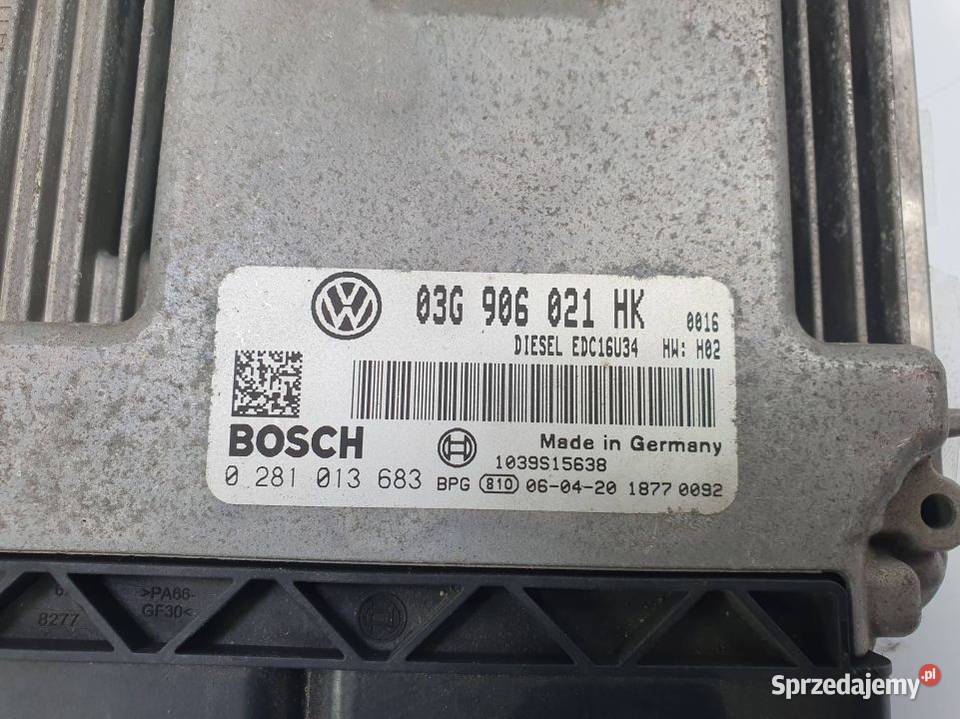 03G 906 021 HK 0016
DIESEL EDC16U34 HW: H02
BOSCH
Made in Germany
1039S15638
0 281 013 683 BPG 810 06-04-20 1877 0092
>PA66-
GF30<
8277
Sprzedajemy.pl